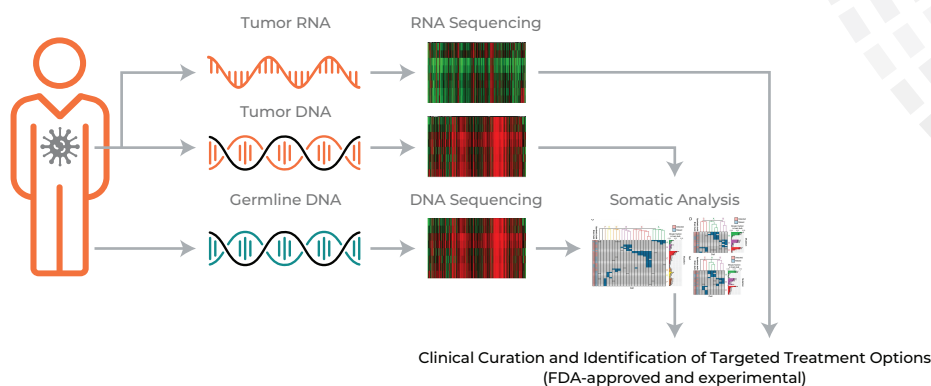 Tumor RNA
RNA Sequencing
Tumor DNA
Germline DNA
DNA Sequencing
Somatic Analysis
Clinical Curation and Identification of Targeted Treatment Options
(FDA-approved and experimental)